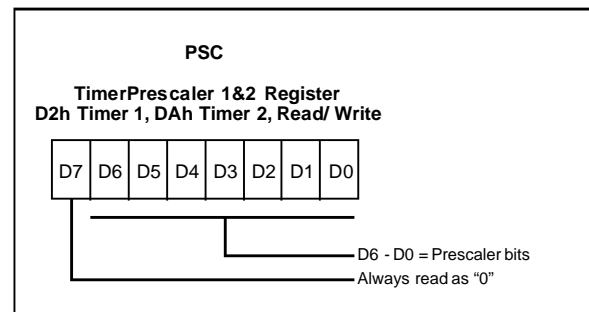 PSC
TimerPrescaler 1&2 Register
D2h Timer 1, DAh Timer 2, Read/ Write
D7 D6 D5 D4 D3 D2 D1 D0
D6 - D0 = Prescaler bits
Always read as “0”